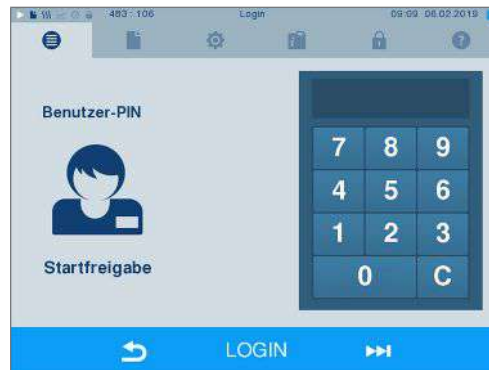 483 : 106 Login 09:09 06.02.2019
Benutzer-PIN
Startfreigabe
7 8 9
4 5 6
1 2 3
0 C
LOGIN